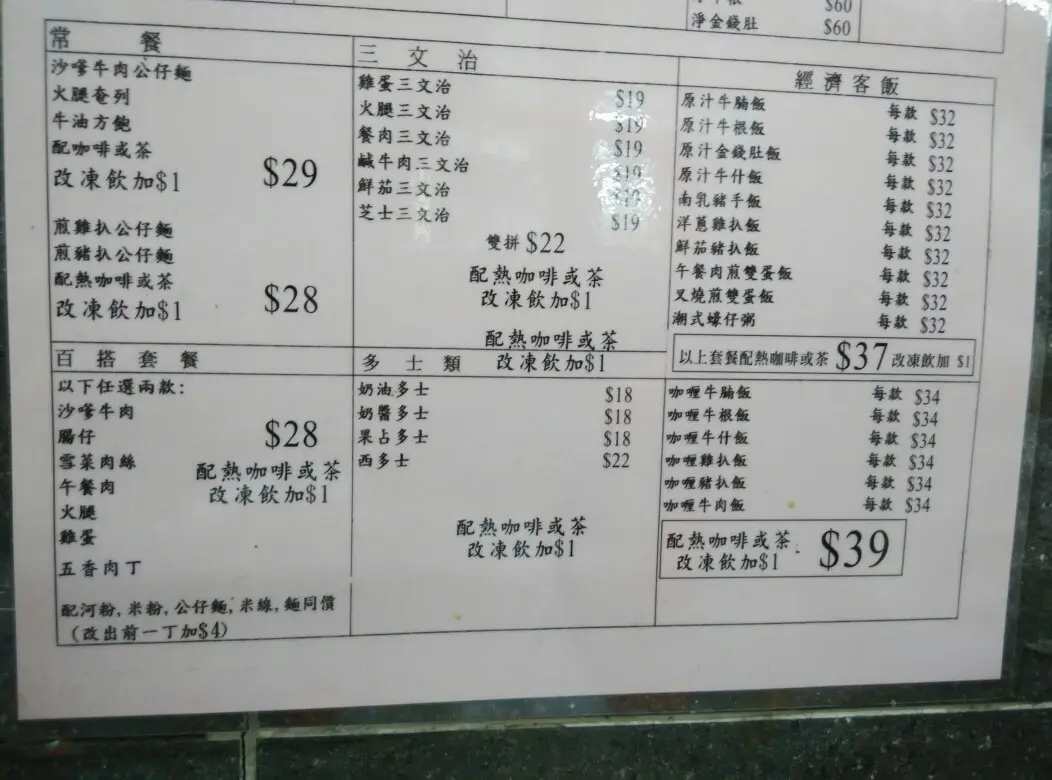 $60
淨金錢肚 $60
常餐
沙嗲牛肉公仔麵
火腿奄列
牛油方飽
配咖啡或茶
改凍飲加$1 $29
煎雞扒公仔麵
煎豬扒公仔麵
配熱咖啡或茶
改凍飲加$1 $28
三文治
雞蛋三文治 $19
火腿三文治 $19
餐肉三文治 $19
鹹牛肉三文治 $19
鮮茄三文治 $19
芝士三文治 $19
雙拼 $22
配熱咖啡或茶
改凍飲加$1
配熱咖啡或茶
改凍飲加$1
經濟客飯
原汁牛腩飯 每款 $32
原汁牛根飯 每款 $32
原汁金錢肚飯 每款 $32
原汁牛什飯 每款 $32
南乳豬手飯 每款 $32
洋蔥雞扒飯 每款 $32
鮮茄豬扒飯 每款 $32
午餐肉煎雙蛋飯 每款 $32
叉燒煎雙蛋飯 每款 $32
潮式蠔仔粥 每款 $32
以上套餐配熱咖啡或茶 $37 改凍飲加 $1
百搭套餐
以下任選兩款:
沙嗲牛肉
腸仔
雪菜肉絲
午餐肉
火腿
雞蛋
五香肉丁
$28
配熱咖啡或茶
改凍飲加$1
配河粉, 米粉, 公仔麵, 米線, 麵同價
(改出前一丁加$4)
多士類
奶油多士 $18
奶醬多士 $18
果占多士 $18
西多士 $22
配熱咖啡或茶
改凍飲加$1
咖喱牛腩飯 每款 $34
咖喱牛根飯 每款 $34
咖喱牛什飯 每款 $34
咖喱雞扒飯 每款 $34
咖喱豬扒飯 每款 $34
咖喱牛肉飯 每款 $34
配熱咖啡或茶.
改凍飲加$1 $39